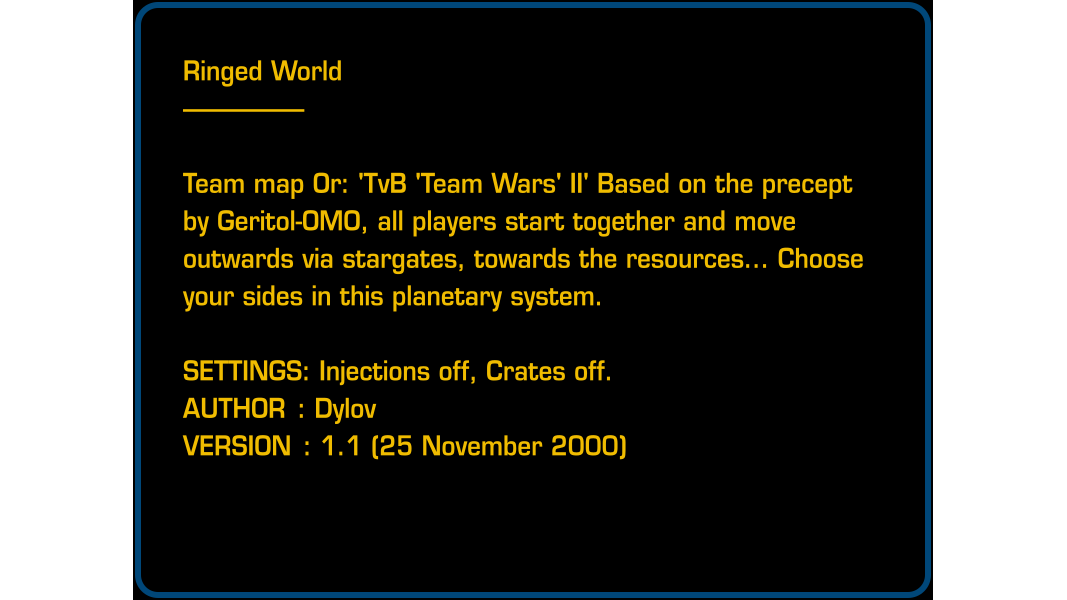 Ringed World
Team map Or: 'TvB 'Team Wars' II' Based on the precept
by Geritol-OMO, all players start together and move
outwards via stargates, towards the resources... Choose
your sides in this planetary system.
SETTINGS: Injections off, Crates off.
AUTHOR : Dylov
VERSION : 1.1 (25 November 2000)